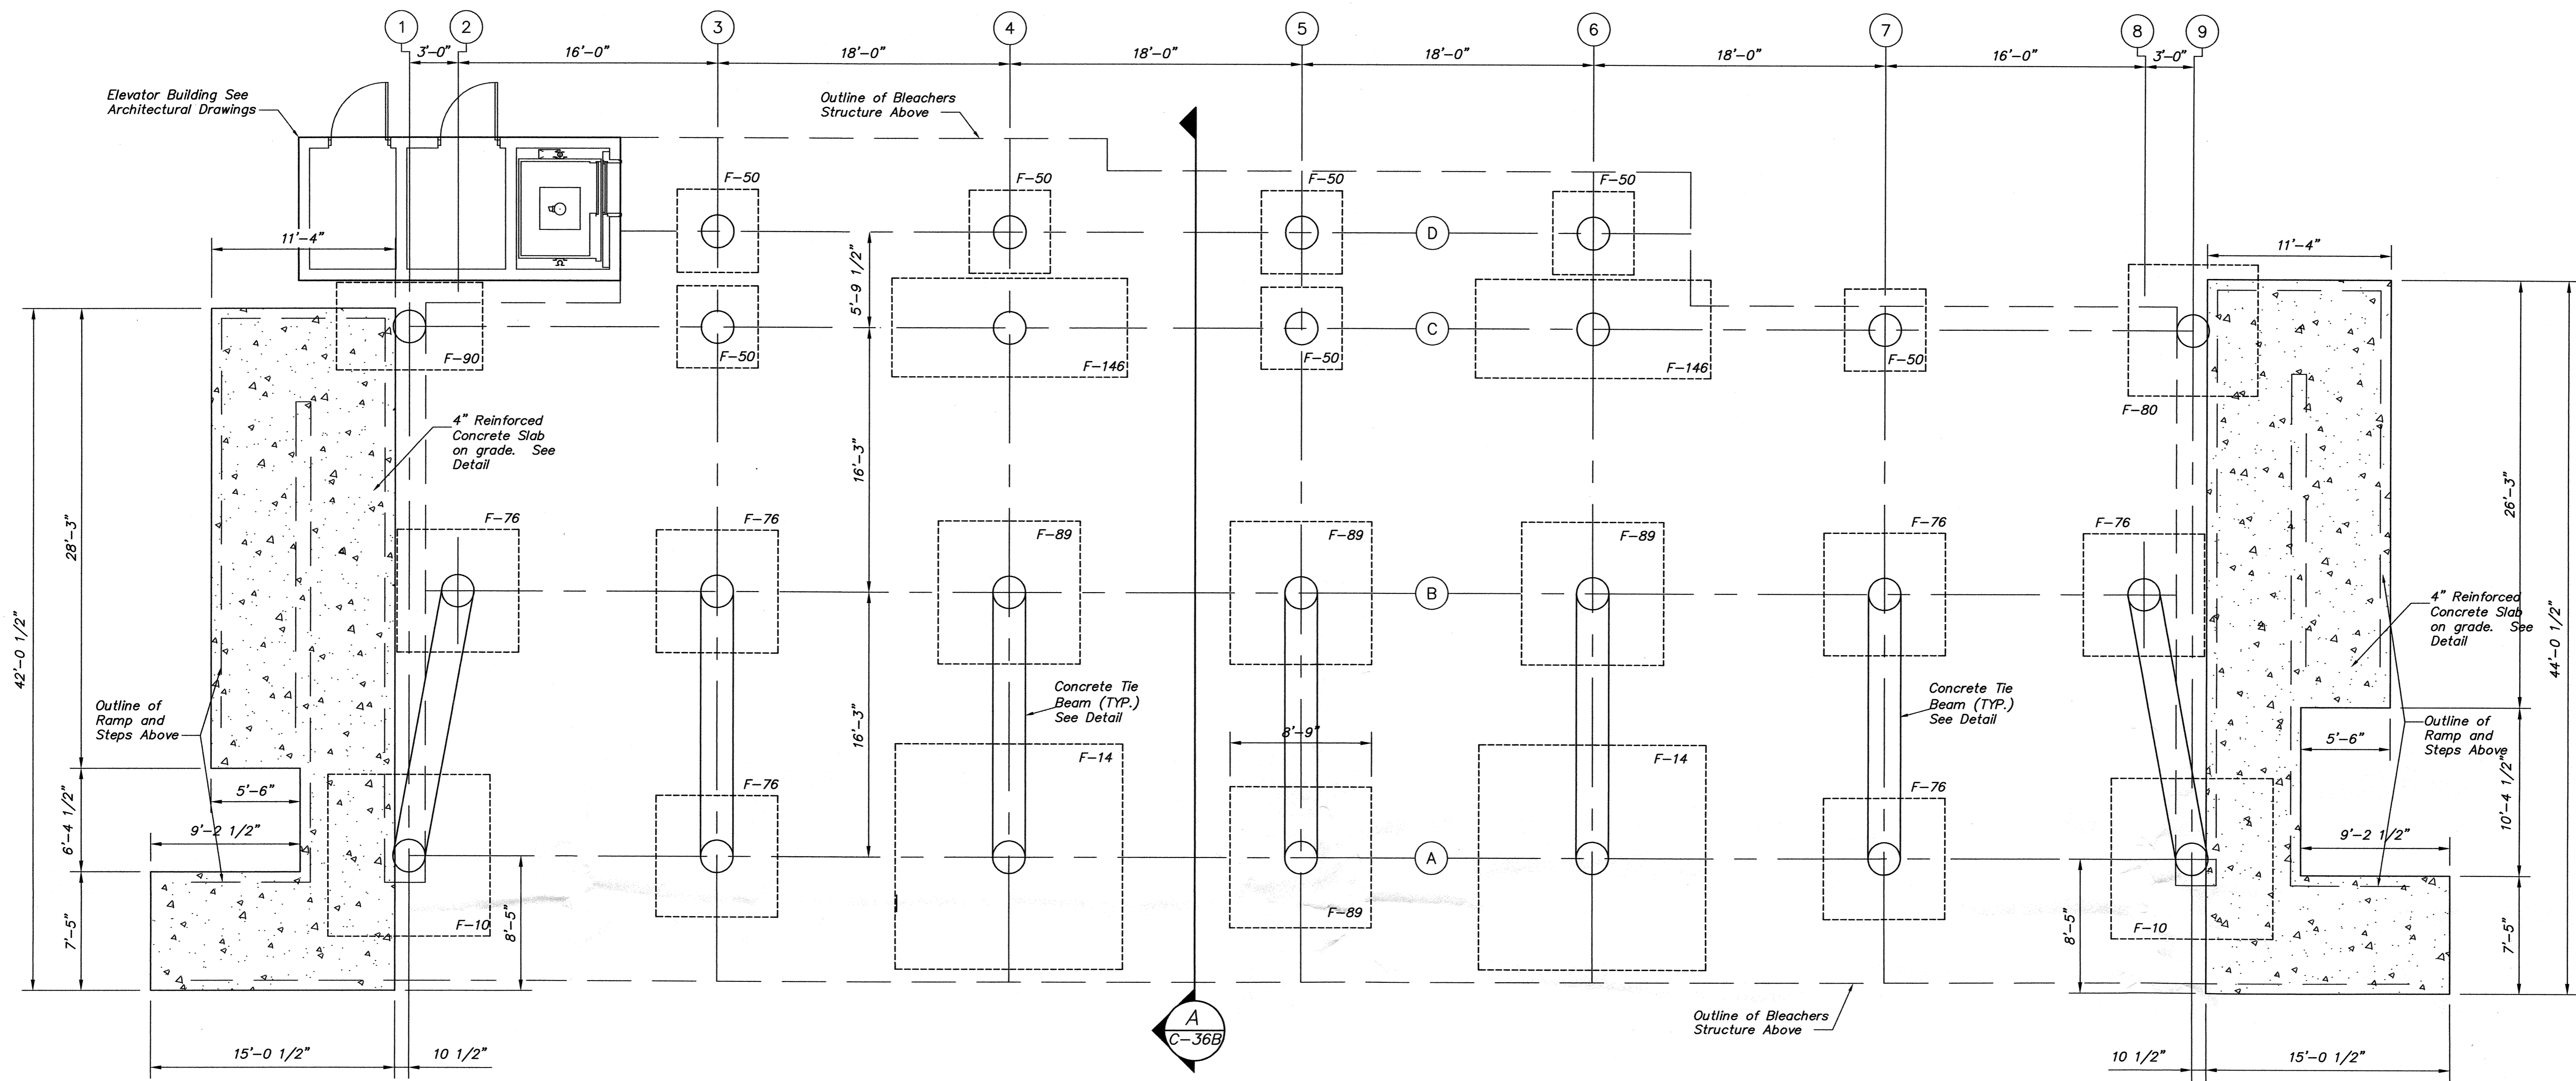 1
2
3
4
5
6
7
8
9
3'-0"
16'-0"
18'-0"
18'-0"
18'-0"
18'-0"
16'-0"
3'-0"
Elevator Building See
Architectural Drawings
Outline of Bleachers
Structure Above
F-50
F-50
F-50
F-50
11'-4"
D
5'-9 1/2"
11'-4"
C
F-90
F-50
F-146
F-50
F-146
F-50
F-80
4" Reinforced
Concrete Slab
on grade. See
Detail
16'-3"
28'-3"
26'-3"
F-76
F-76
F-89
F-89
F-89
F-76
F-76
B
4" Reinforced
Concrete Slab
on grade. See
Detail
42'-0 1/2"
44'-0 1/2"
Outline of
Ramp and
Steps Above
16'-3"
Concrete Tie
Beam (TYP.)
See Detail
Concrete Tie
Beam (TYP.)
See Detail
Outline of
Ramp and
Steps Above
8'-9"
5'-6"
F-14
F-14
5'-6"
F-76
F-76
6'-4 1/2"
9'-2 1/2"
10'-4 1/2"
9'-2 1/2"
A
7'-5"
F-10
8'-5"
F-89
8'-5"
F-10
7'-5"
Outline of Bleachers
Structure Above
A
C-36B
15'-0 1/2"
10 1/2"
10 1/2"
15'-0 1/2"